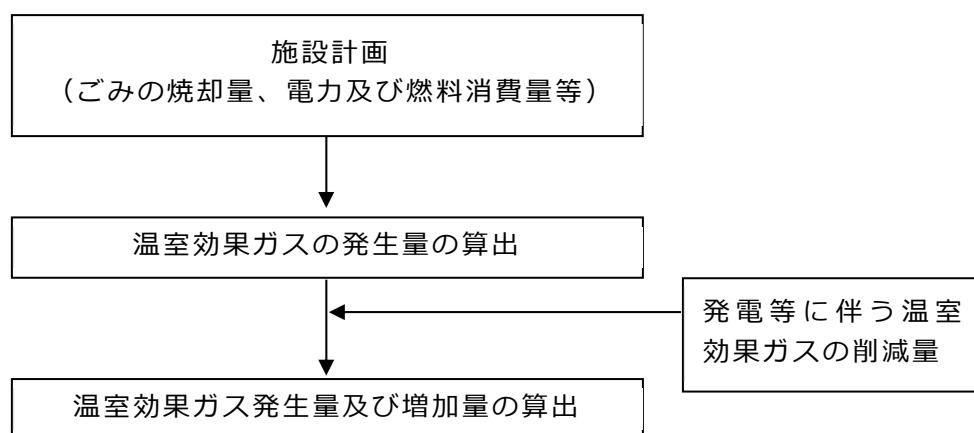 施設計画
（ごみの焼却量、電力及び燃料消費量等）
温室効果ガスの発生量の算出
発電等に伴う温室
効果ガスの削減量
温室効果ガス発生量及び増加量の算出